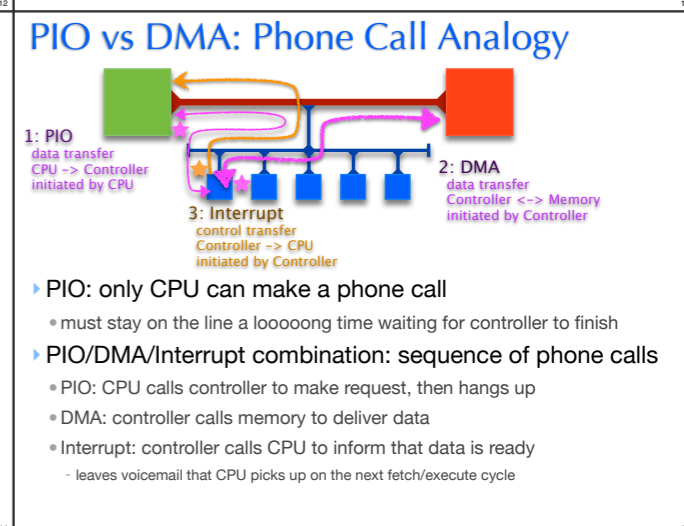 12
1
PIO vs DMA: Phone Call Analogy
1: PIO
data transfer
CPU -> Controller
initiated by CPU
2: DMA
data transfer
Controller <-> Memory
initiated by Controller
3: Interrupt
control transfer
Controller -> CPU
initiated by Controller
‣ PIO: only CPU can make a phone call
• must stay on the line a looooong time waiting for controller to finish
‣ PIO/DMA/Interrupt combination: sequence of phone calls
• PIO: CPU calls controller to make request, then hangs up
• DMA: controller calls memory to deliver data
• Interrupt: controller calls CPU to inform that data is ready
- leaves voicemail that CPU picks up on the next fetch/execute cycle